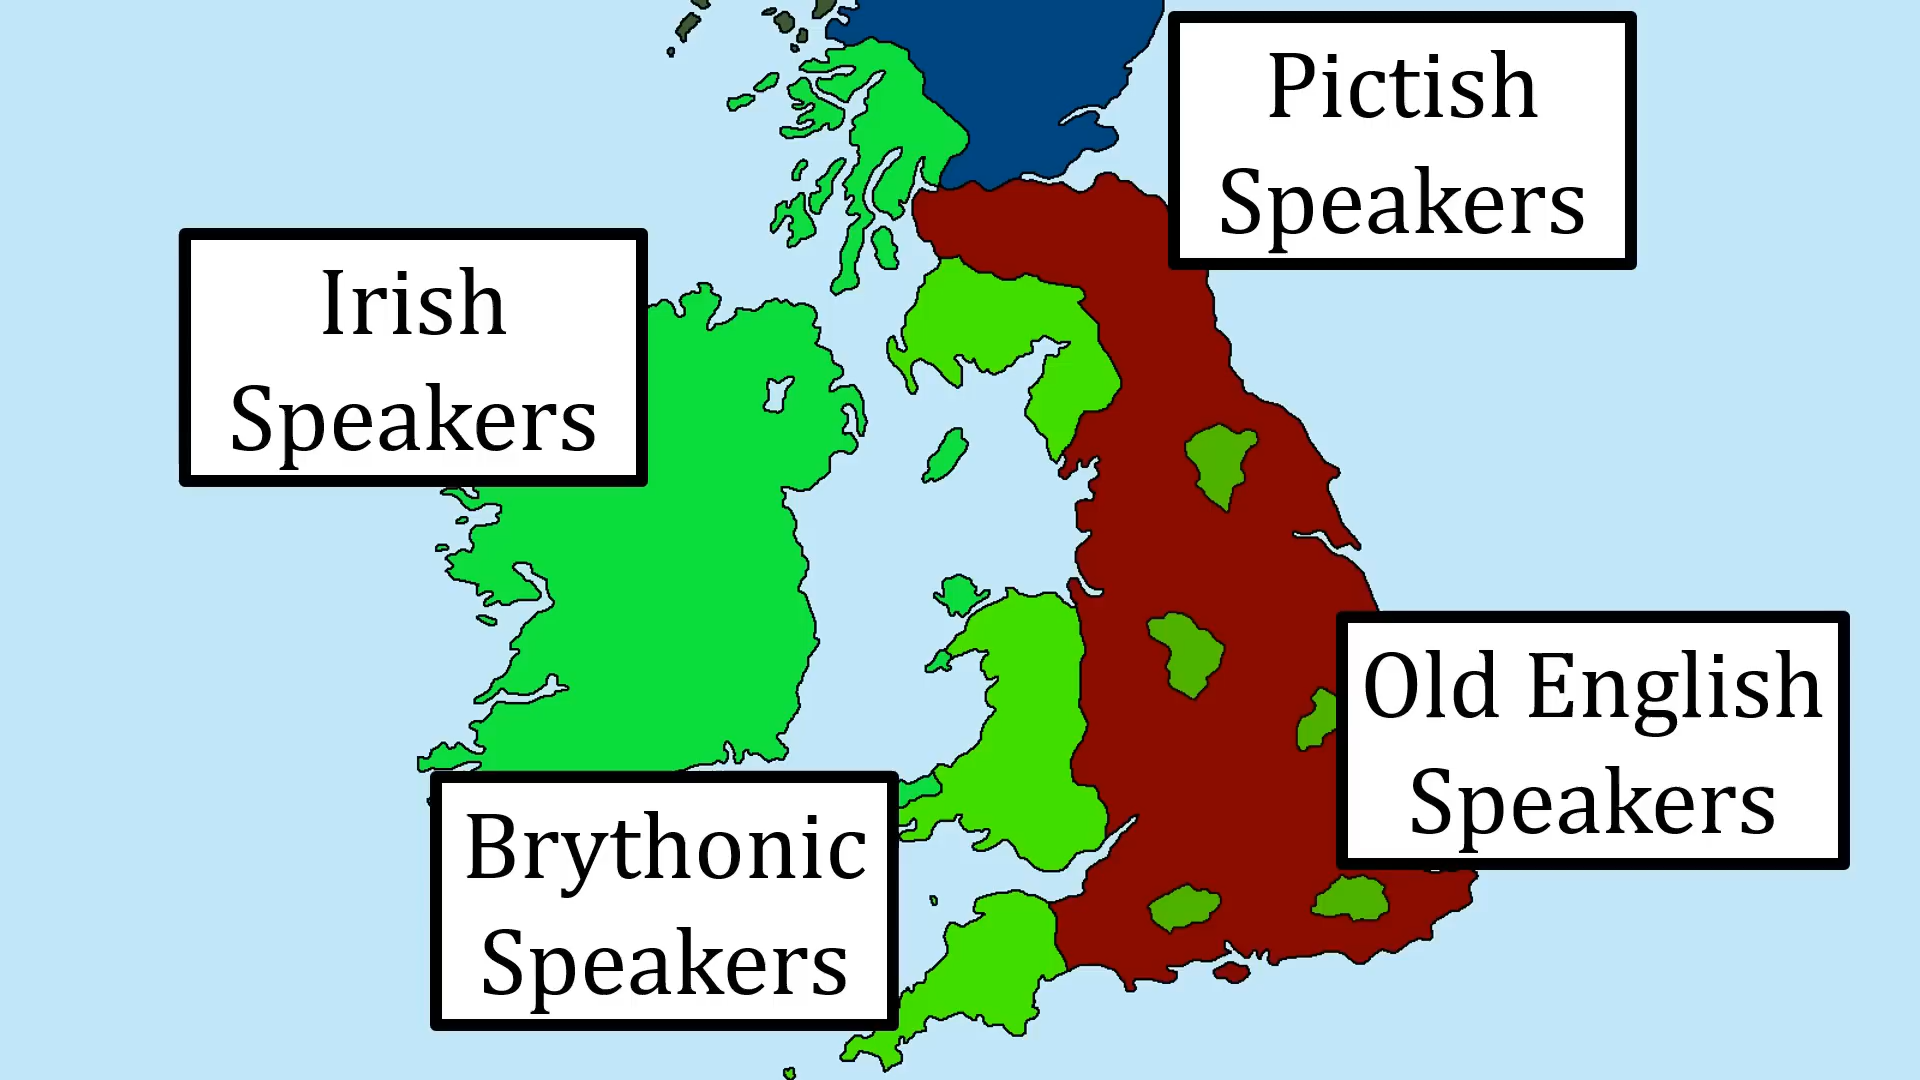 Pictish
Speakers
Irish
Speakers
Old English
Speakers
Brythonic
Speakers